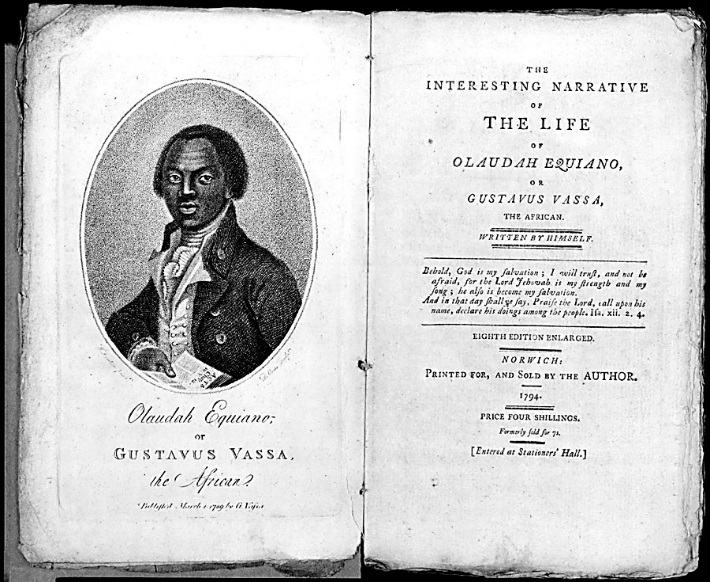 Olaudah Equiano;
or
GUSTAVUS VASSA,
the African.
Published March 1 1789 by G. Vassa
THE
INTERESTING NARRATIVE
OF
THE LIFE
OF
OLAUDAH EQUIANO,
OR
GUSTAVUS VASSA,
THE AFRICAN.
WRITTEN BY HIMSELF.
Behold, God is my ſalvation ; I will truſt, and not be
afraid, for the Lord Jehovah is my ſtrength and my
ſong ; he alſo is become my ſalvation.
And in that day ſhall ye ſay, Praiſe the Lord, call upon his
name, declare his doings among the people. Iſa. xii. 2. 4.
EIGHTH EDITION ENLARGED.
NORWICH:
PRINTED FOR, AND SOLD BY THE AUTHOR.
1794.
PRICE FOUR SHILLINGS.
Formerly ſold for 7s.
[Entered at Stationers' Hall.]